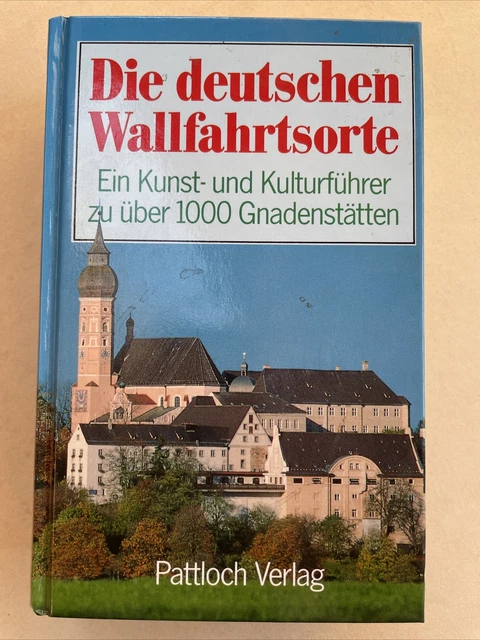 Die deutschen
Wallfahrtsorte
Ein Kunst- und Kulturführer
zu über 1000 Gnadenstätten
Pattloch Verlag